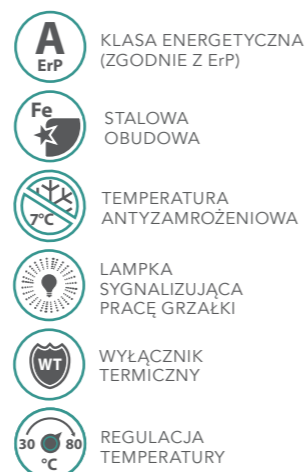 A
ErP
KLASA ENERGETYCZNA
(ZGODNIE Z ErP)
Fe
STALOWA
OBUDOWA
7°C
TEMPERATURA
ANTYZAMROŻENIOWA
LAMPKA
SYGNALIZUJĄCA
PRACĘ GRZAŁKI
WT
WYŁĄCZNIK
TERMICZNY
30 80
°C
REGULACJA
TEMPERATURY